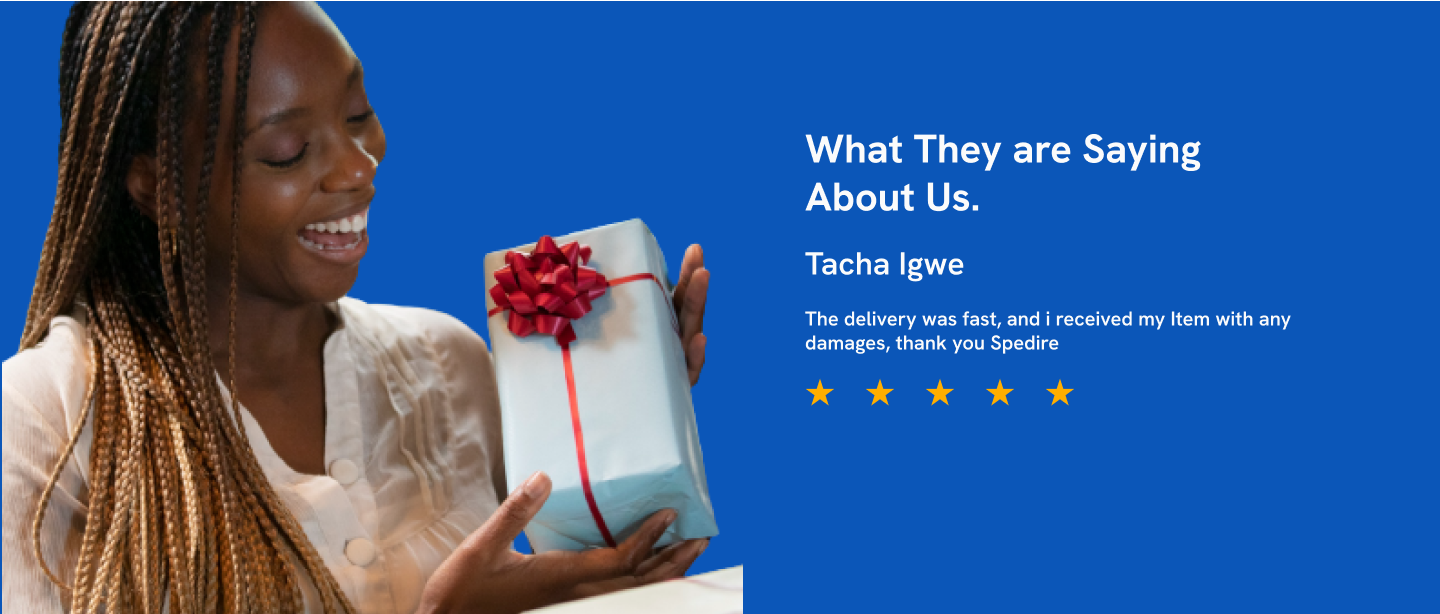 What They are Saying
About Us.
Tacha Igwe
The delivery was fast, and i received my Item with any
damages, thank you Spedire